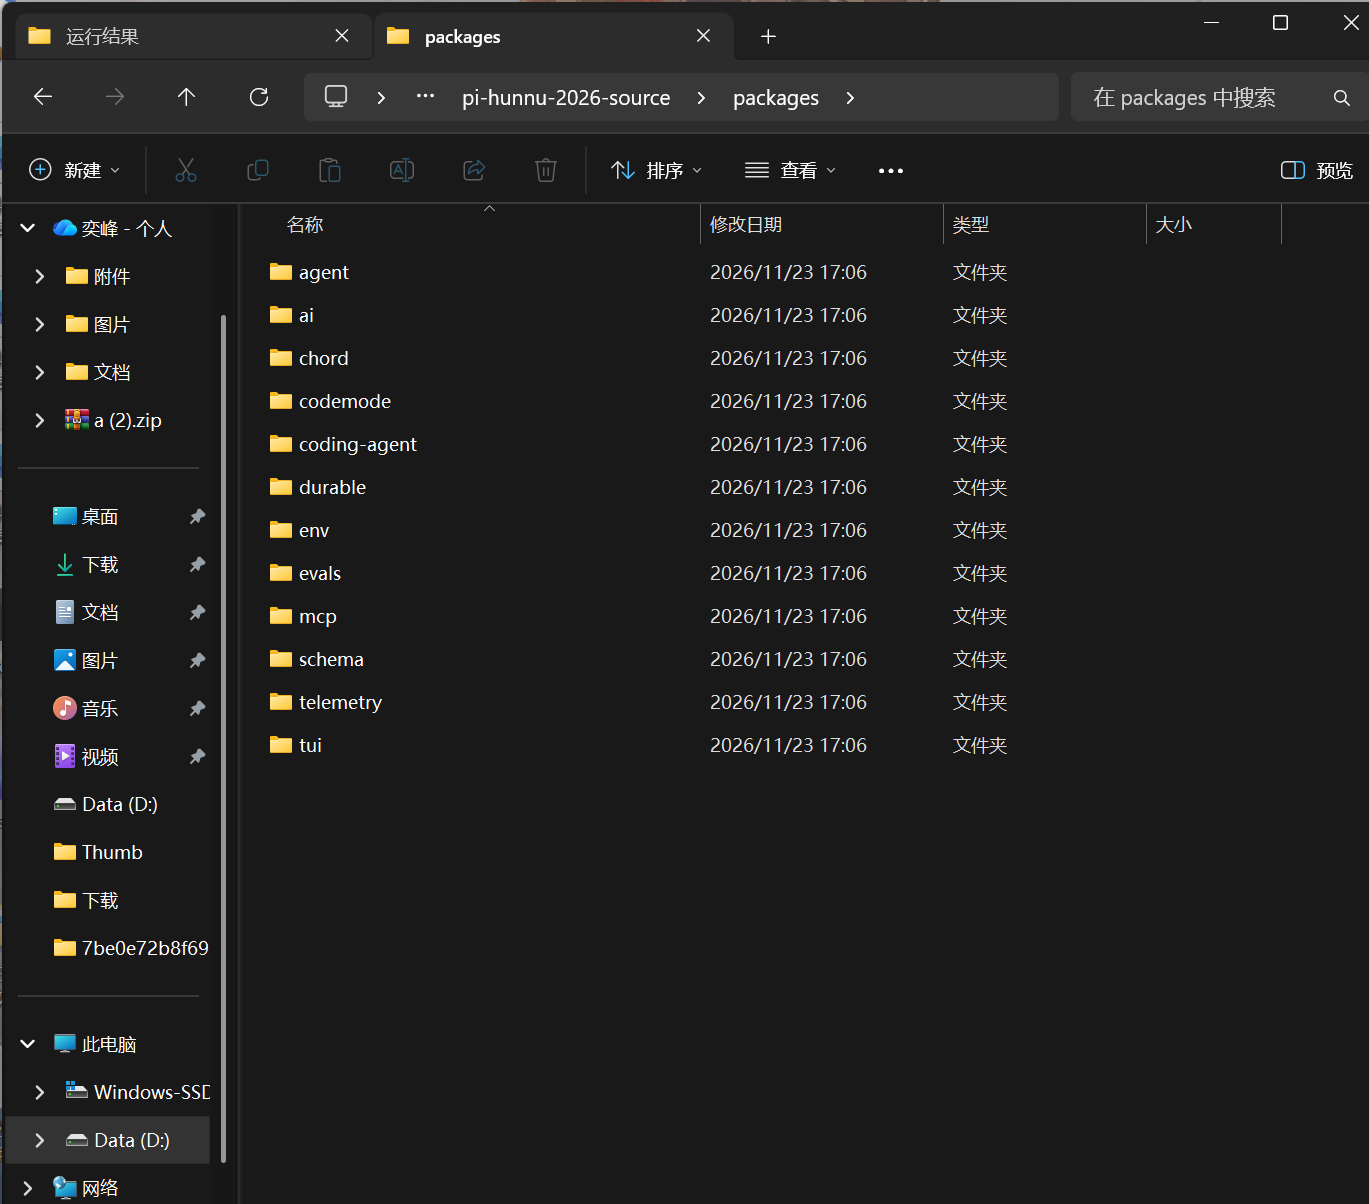 运行结果
packages
pi-hunnu-2026-source
packages
在 packages 中搜索
新建
排序
查看
预览
名称
修改日期
类型
大小
奕峰 - 个人
附件
图片
文档
a (2).zip
桌面
下载
文档
图片
音乐
视频
Data (D:)
Thumb
下载
7be0e72b8f69
此电脑
Windows-SSD
Data (D:)
网络
agent 2026/11/23 17:06 文件夹
ai 2026/11/23 17:06 文件夹
chord 2026/11/23 17:06 文件夹
codemode 2026/11/23 17:06 文件夹
coding-agent 2026/11/23 17:06 文件夹
durable 2026/11/23 17:06 文件夹
env 2026/11/23 17:06 文件夹
evals 2026/11/23 17:06 文件夹
mcp 2026/11/23 17:06 文件夹
schema 2026/11/23 17:06 文件夹
telemetry 2026/11/23 17:06 文件夹
tui 2026/11/23 17:06 文件夹